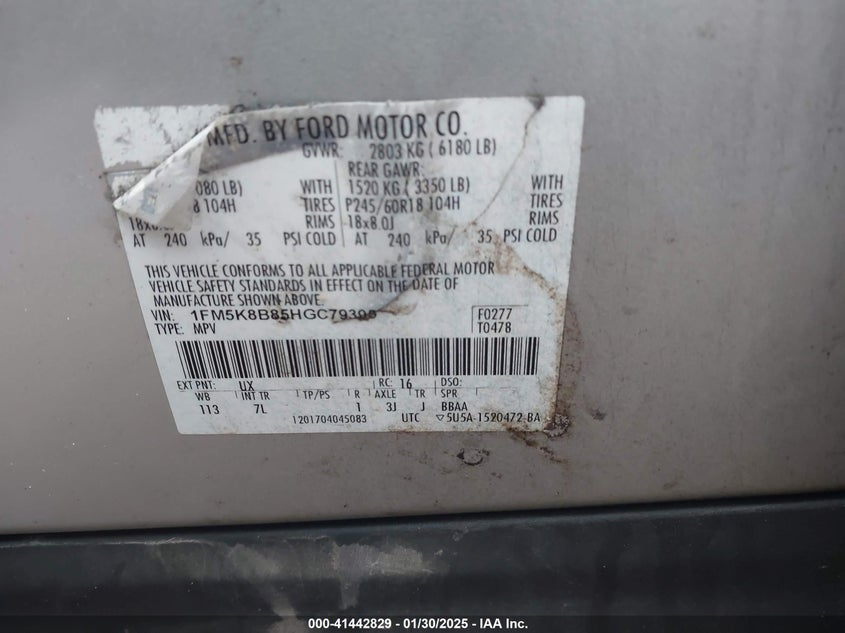 MFD. BY FORD MOTOR CO.
GVWR: 2803 KG ( 6180 LB)
REAR GAWR:
080 LB) WITH 1520 KG ( 3350 LB) WITH
8 104H TIRES P245/60R18 104H TIRES
RIMS 18x8.0J RIMS
AT 240 kPa/ 35 PSI COLD AT 240 kPa/ 35 PSI COLD
THIS VEHICLE CONFORMS TO ALL APPLICABLE FEDERAL MOTOR
VEHICLE SAFETY STANDARDS IN EFFECT ON THE DATE OF
MANUFACTURE SHOWN ABOVE.
VIN: F0277
TYPE: MPV T0478
EXT PNT: UX RC: 16 DSO:
WB INT TR TP/PS R AXLE TR SPR
113 7L 1 3J J BBAA
1201704045083 UTC ▽5U5A-1520472-BA
000-41442829 - 01/30/2025 - IAA Inc.